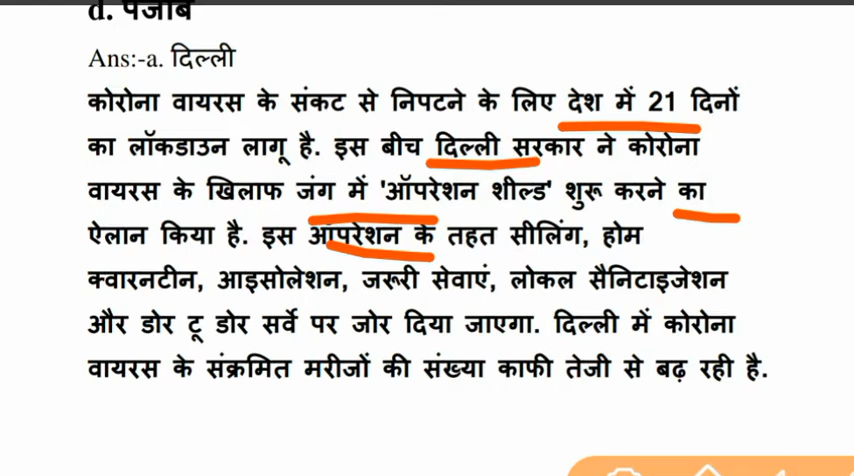 d. पंजाब
Ans:-a. दिल्ली
कोरोना वायरस के संकट से निपटने के लिए देश में 21 दिनों
का लॉकडाउन लागू है. इस बीच दिल्ली सरकार ने कोरोना
वायरस के खिलाफ जंग में 'ऑपरेशन शील्ड' शुरू करने का
ऐलान किया है. इस ऑपरेशन के तहत सीलिंग, होम
क्वारनटीन, आइसोलेशन, जरूरी सेवाएं, लोकल सैनिटाइजेशन
और डोर टू डोर सर्वे पर जोर दिया जाएगा. दिल्ली में कोरोना
वायरस के संक्रमित मरीजों की संख्या काफी तेजी से बढ़ रही है.